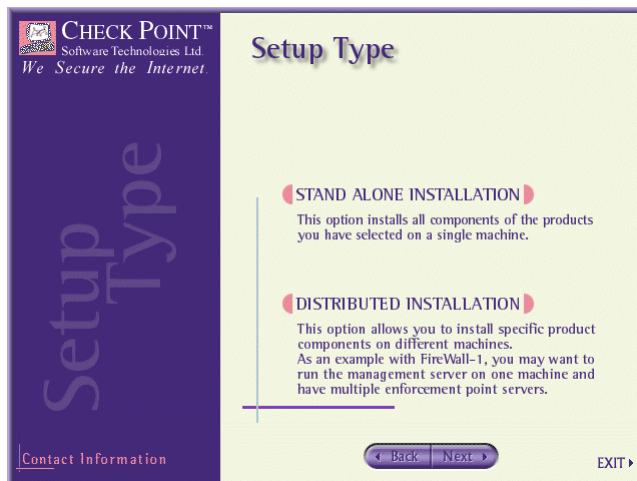 CHECK POINT™
Software Technologies Ltd.
We Secure the Internet.
Setup Type
Setup
Type
STAND ALONE INSTALLATION
This option installs all components of the products
you have selected on a single machine.
DISTRIBUTED INSTALLATION
This option allows you to install specific product
components on different machines.
As an example with FireWall-1, you may want to
run the management server on one machine and
have multiple enforcement point servers.
Contact Information
Back
Next
EXIT